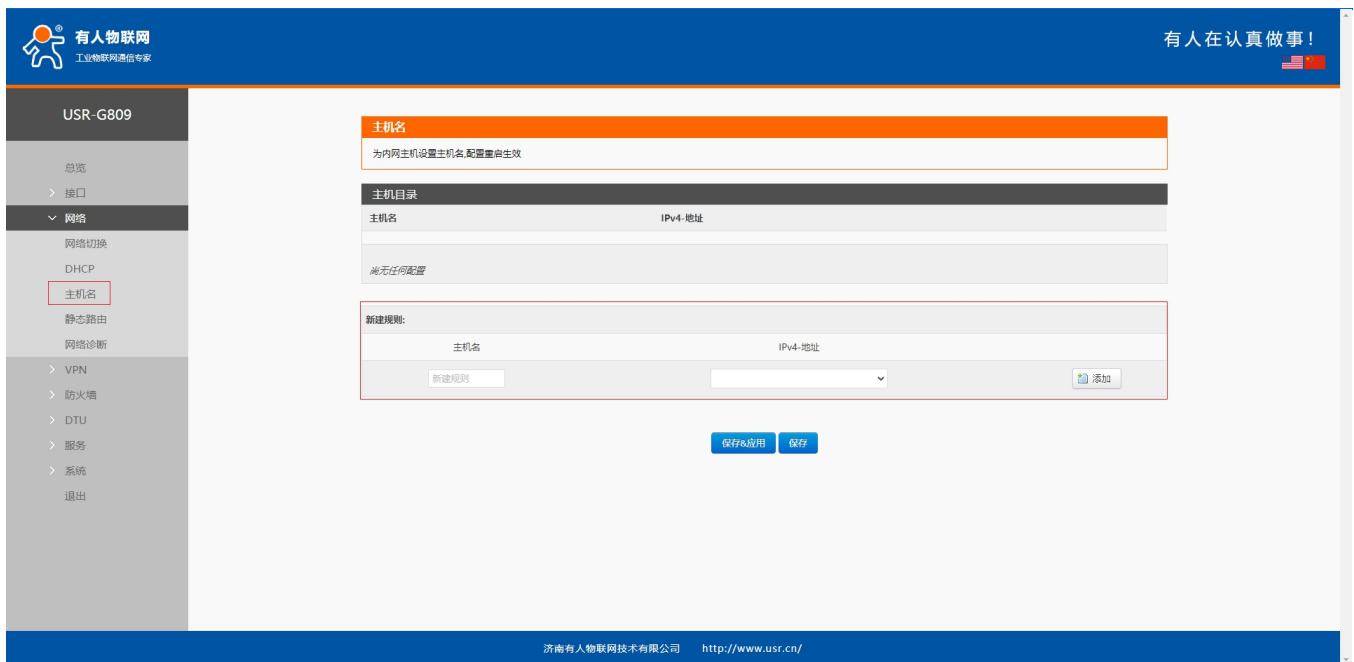 有人物联网
工业物联网通信专家
有人在认真做事！
USR-G809
总览
接口
网络
网络切换
DHCP
主机名
静态路由
网络诊断
VPN
防火墙
DTU
服务
系统
退出
主机名
为内网主机设置主机名,配置重启生效
主机目录
主机名 IPv4-地址
尚无任何配置
新建规则:
主机名 IPv4-地址
新建规则 添加
保存&应用 保存
济南有人物联网技术有限公司 http://www.usr.cn/